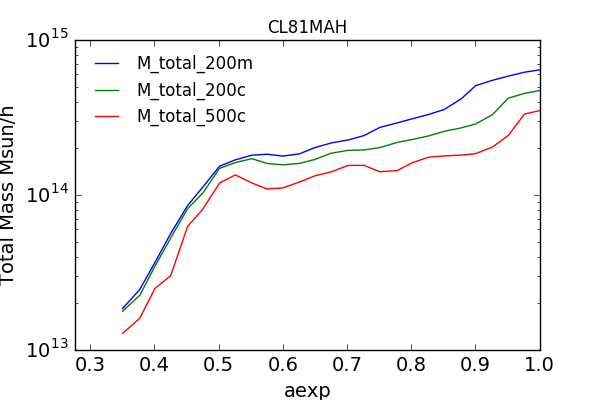 CL81MAH
10^15
M_total_200m
M_total_200c
M_total_500c
Total Mass Msun/h
10^14
10^13
0.3 0.4 0.5 0.6 0.7 0.8 0.9 1.0
aexp